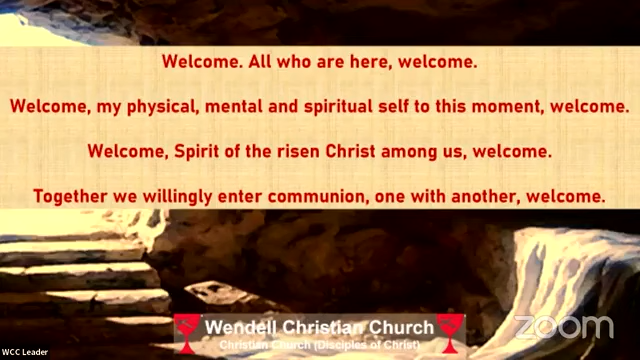 Welcome. All who are here, welcome.
Welcome, my physical, mental and spiritual self to this moment, welcome.
Welcome, Spirit of the risen Christ among us, welcome.
Together we willingly enter communion, one with another, welcome.
Wendell Christian Church
Christian Church (Disciples of Christ)
zoom
WCC Leader